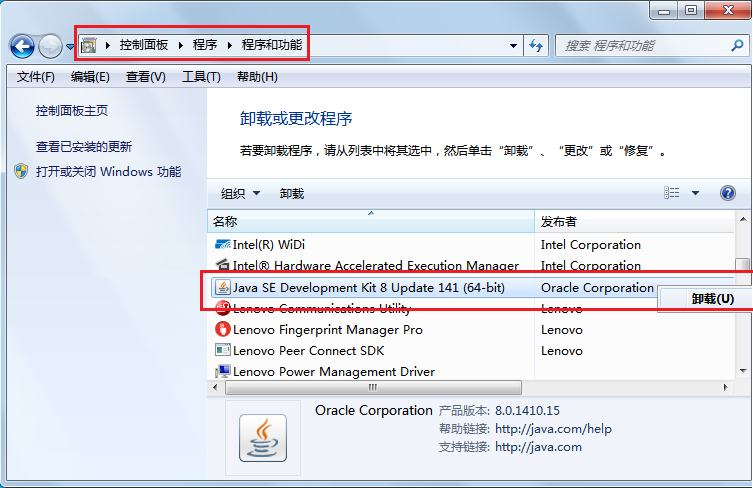 控制面板 程序 程序和功能
搜索 程序和功能
文件(F) 编辑(E) 查看(V) 工具(T) 帮助(H)
控制面板主页
查看已安装的更新
打开或关闭 Windows 功能
卸载或更改程序
若要卸载程序，请从列表中将其选中，然后单击“卸载”、“更改”或“修复”。
组织 卸载
名称 发布者
Intel(R) WiDi Intel Corporation
Intel® Hardware Accelerated Execution Manager Intel Corporation
Java SE Development Kit 8 Update 141 (64-bit) Oracle Corporation
卸载(U)
Lenovo Communications Utility Lenovo
Lenovo Fingerprint Manager Pro Lenovo
Lenovo Peer Connect SDK Lenovo
Lenovo Power Management Driver
Oracle Corporation 产品版本: 8.0.1410.15
帮助链接: http://java.com/help
支持链接: http://java.com